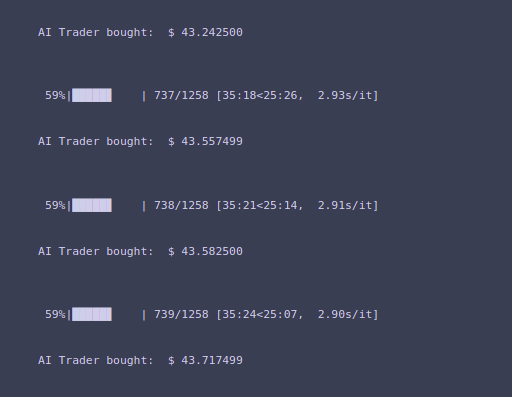 AI Trader bought:  $ 43.242500
59%|██████    | 737/1258 [35:18<25:26,  2.93s/it]
AI Trader bought:  $ 43.557499
59%|██████    | 738/1258 [35:21<25:14,  2.91s/it]
AI Trader bought:  $ 43.582500
59%|██████    | 739/1258 [35:24<25:07,  2.90s/it]
AI Trader bought:  $ 43.717499